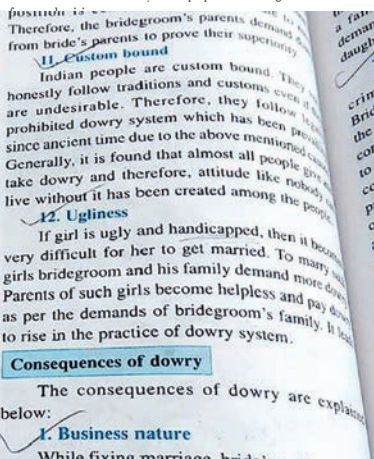 Therefore, the bridegroom's parents demand
from bride's parents to prove their superiority
11. Custom bound
Indian people are custom bound. They
honestly follow traditions and customs even if
are undesirable. Therefore, they follow
prohibited dowry system which has been
since ancient time due to the above mentioned
Generally, it is found that almost all people give
take dowry and therefore, attitude like nobody
live without it has been created among the people.
12. Ugliness
If girl is ugly and handicapped, then it
very difficult for her to get married. To marry such
girls bridegroom and his family demand more dowry.
Parents of such girls become helpless and pay dowry
as per the demands of bridegroom's family. It
to rise in the practice of dowry system.
Consequences of dowry
The consequences of dowry are explained
below:
1. Business nature
While fixing marriage,